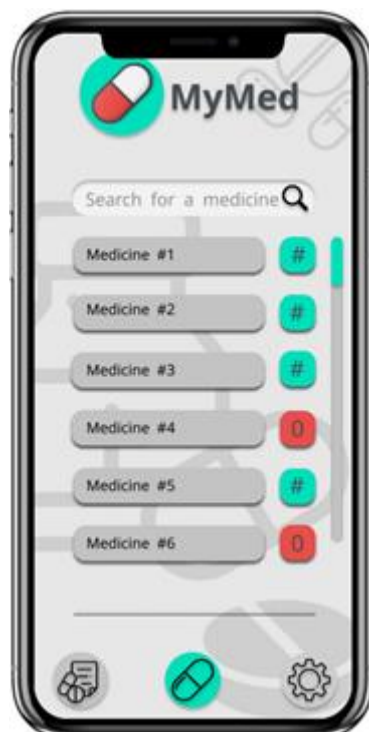 MyMed
Search for a medicine
Medicine #1 #
Medicine #2 #
Medicine #3 #
Medicine #4 0
Medicine #5 #
Medicine #6 0